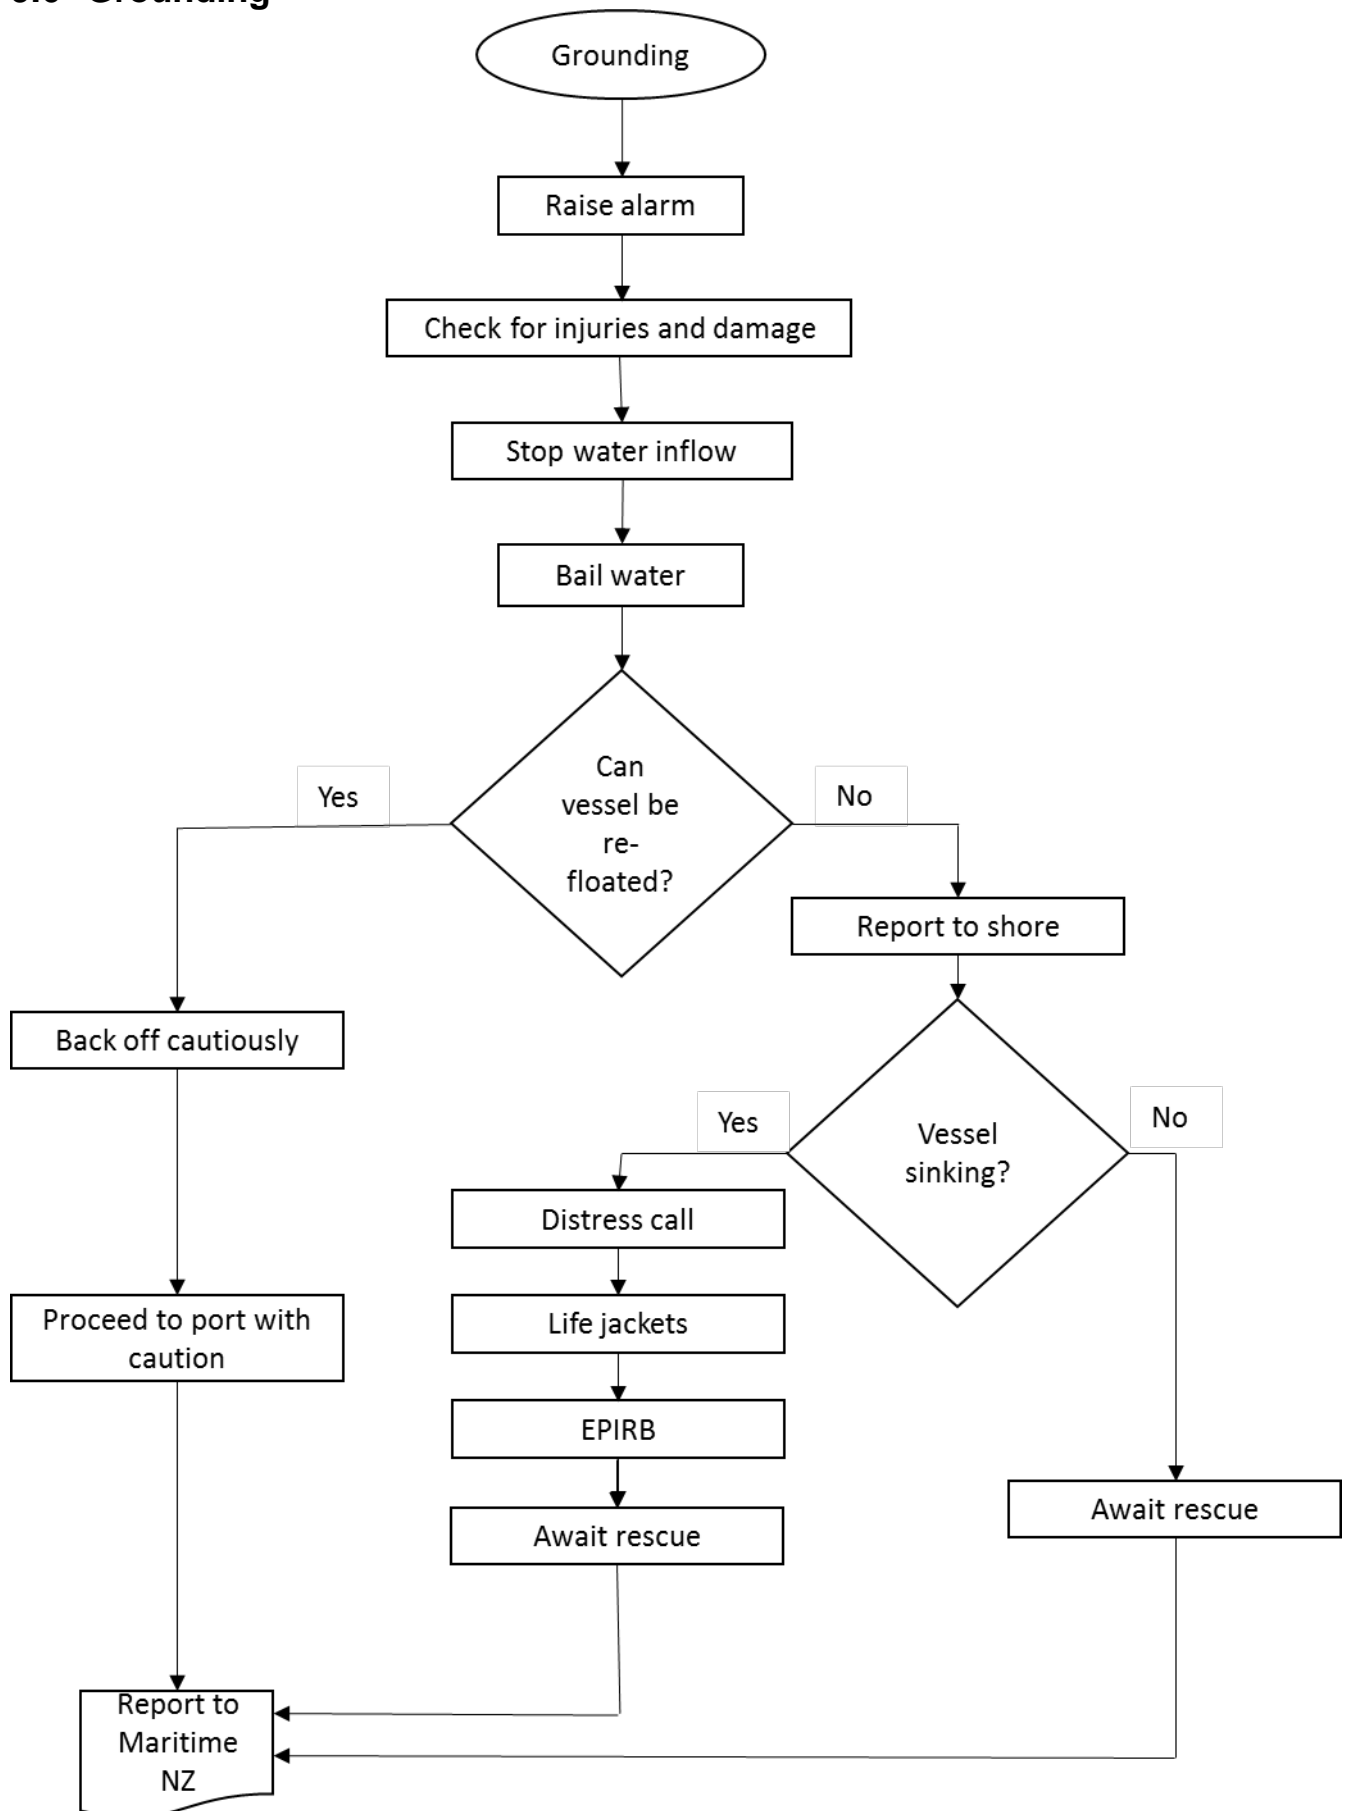 Grounding
Grounding
Raise alarm
Check for injuries and damage
Stop water inflow
Bail water
Can
vessel be
re-
floated?
Yes
No
Report to shore
Back off cautiously
Vessel
sinking?
Yes
No
Distress call
Life jackets
EPIRB
Await rescue
Await rescue
Proceed to port with
caution
Report to
Maritime
NZ